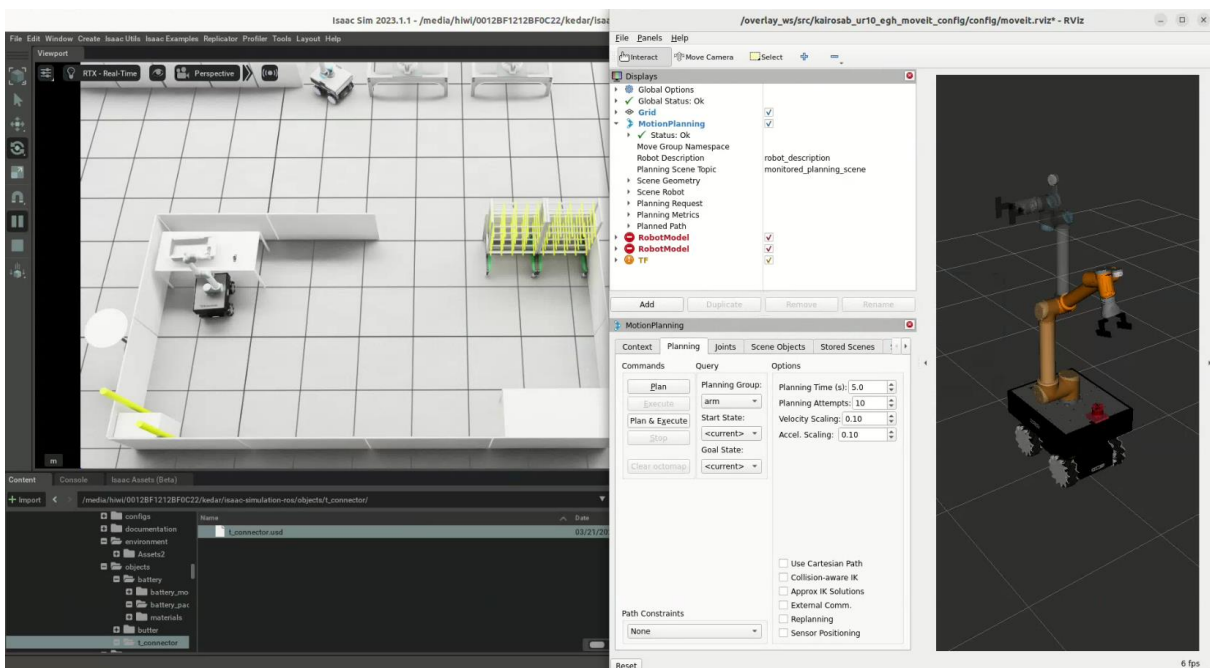 Isaac Sim 2023.1.1 - /media/hiwi/0012BF1212BF0C22/kedar/isaa
File Edit Window Create Isaac Utils Isaac Examples Replicator Profiler Tools Layout Help
Viewport
RTX - Real-Time
Perspective
m
Content Console Isaac Assets (Beta)
+ Import < > /media/hiwi/0012BF1212BF0C22/kedar/isaac-simulation-ros/objects/t_connector/
configs
documentation
environment
Assets2
objects
battery
battery_mo
battery_pac
materials
butter
t_connector
Name Date
t_connector.usd 03/21/20
/overlay_ws/src/kairosab_ur10_egh_moveit_config/config/moveit.rviz* - RViz
File Panels Help
Interact Move Camera Select
Displays
Global Options
Global Status: Ok
Grid
MotionPlanning
Status: Ok
Move Group Namespace
Robot Description robot_description
Planning Scene Topic monitored_planning_scene
Scene Geometry
Scene Robot
Planning Request
Planning Metrics
Planned Path
RobotModel
RobotModel
TF
Add Duplicate Remove Rename
MotionPlanning
Context Planning Joints Scene Objects Stored Scenes
Commands Query Options
Plan
Execute
Plan & Execute
Stop
Clear octomap
Planning Group:
arm
Start State:
<current>
Goal State:
<current>
Planning Time (s): 5.0
Planning Attempts: 10
Velocity Scaling: 0.10
Accel. Scaling: 0.10
Use Cartesian Path
Collision-aware IK
Approx IK Solutions
External Comm.
Replanning
Sensor Positioning
Path Constraints
None
Reset
6 fps